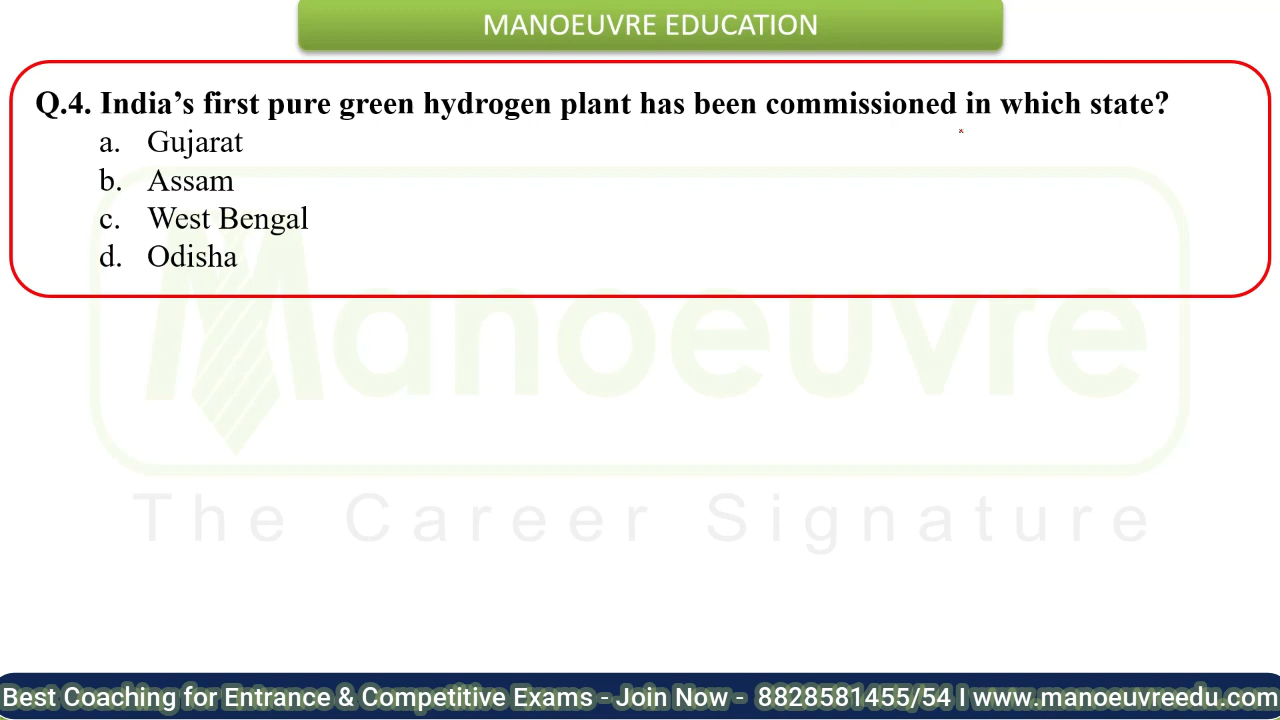 MANOEUVRE EDUCATION
Q.4. India’s first pure green hydrogen plant has been commissioned in which state?
a. Gujarat
b. Assam
c. West Bengal
d. Odisha
Manoeuvre
The Career Signature
Best Coaching for Entrance & Competitive Exams - Join Now - 8828581455/54 I www.manoeuvreedu.com